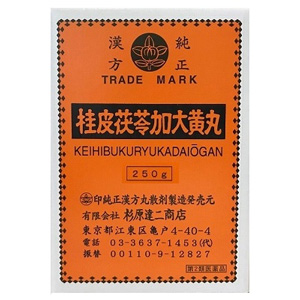 漢方 純正
TRADE MARK
桂皮茯苓加大黄丸
KEIHIBUKURYUKADAIŌGAN
250g
印純正漢方丸散剤製造発売元
有限会社 杉原達二商店
東京都江東区亀戸4-40-4
電話 03-3637-1453(代)
振替 00110-9-12827
第2類医薬品